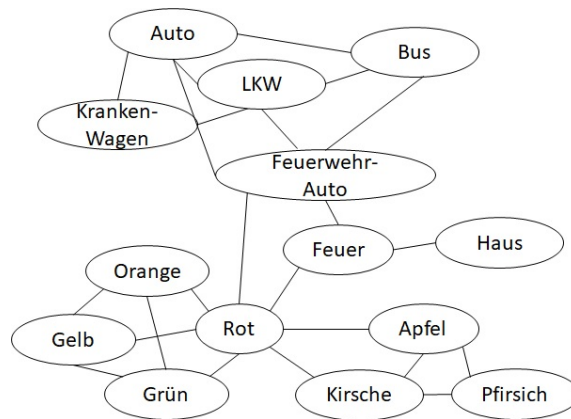 Auto
Bus
LKW
Kranken-
Wagen
Feuerwehr-
Auto
Feuer
Haus
Orange
Gelb
Rot
Apfel
Grün
Kirsche
Pfirsich